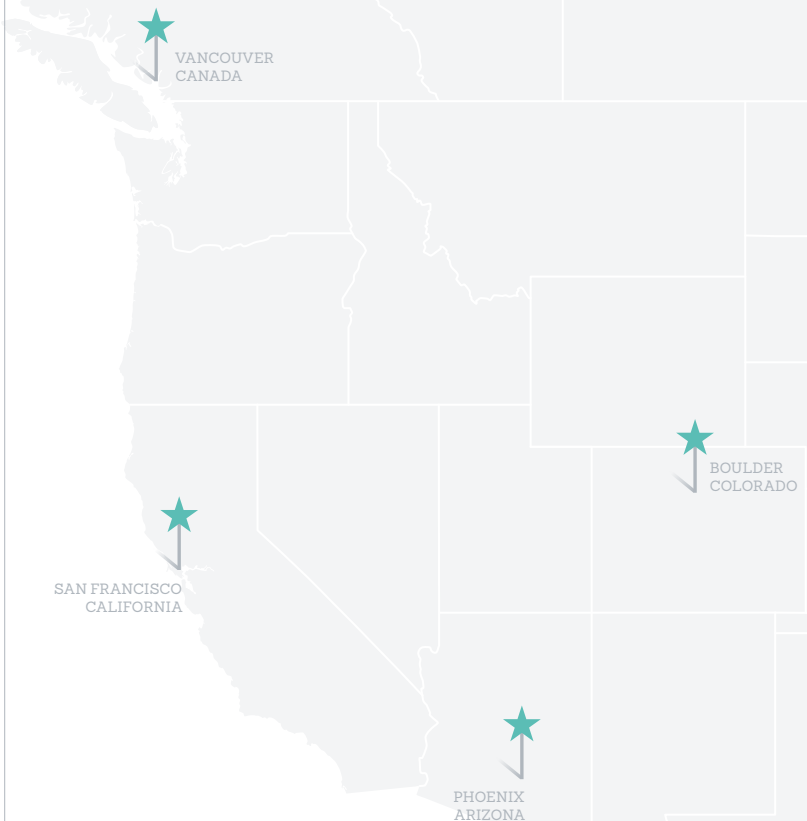 VANCOUVER
CANADA
BOULDER
COLORADO
SAN FRANCISCO
CALIFORNIA
PHOENIX
ARIZONA